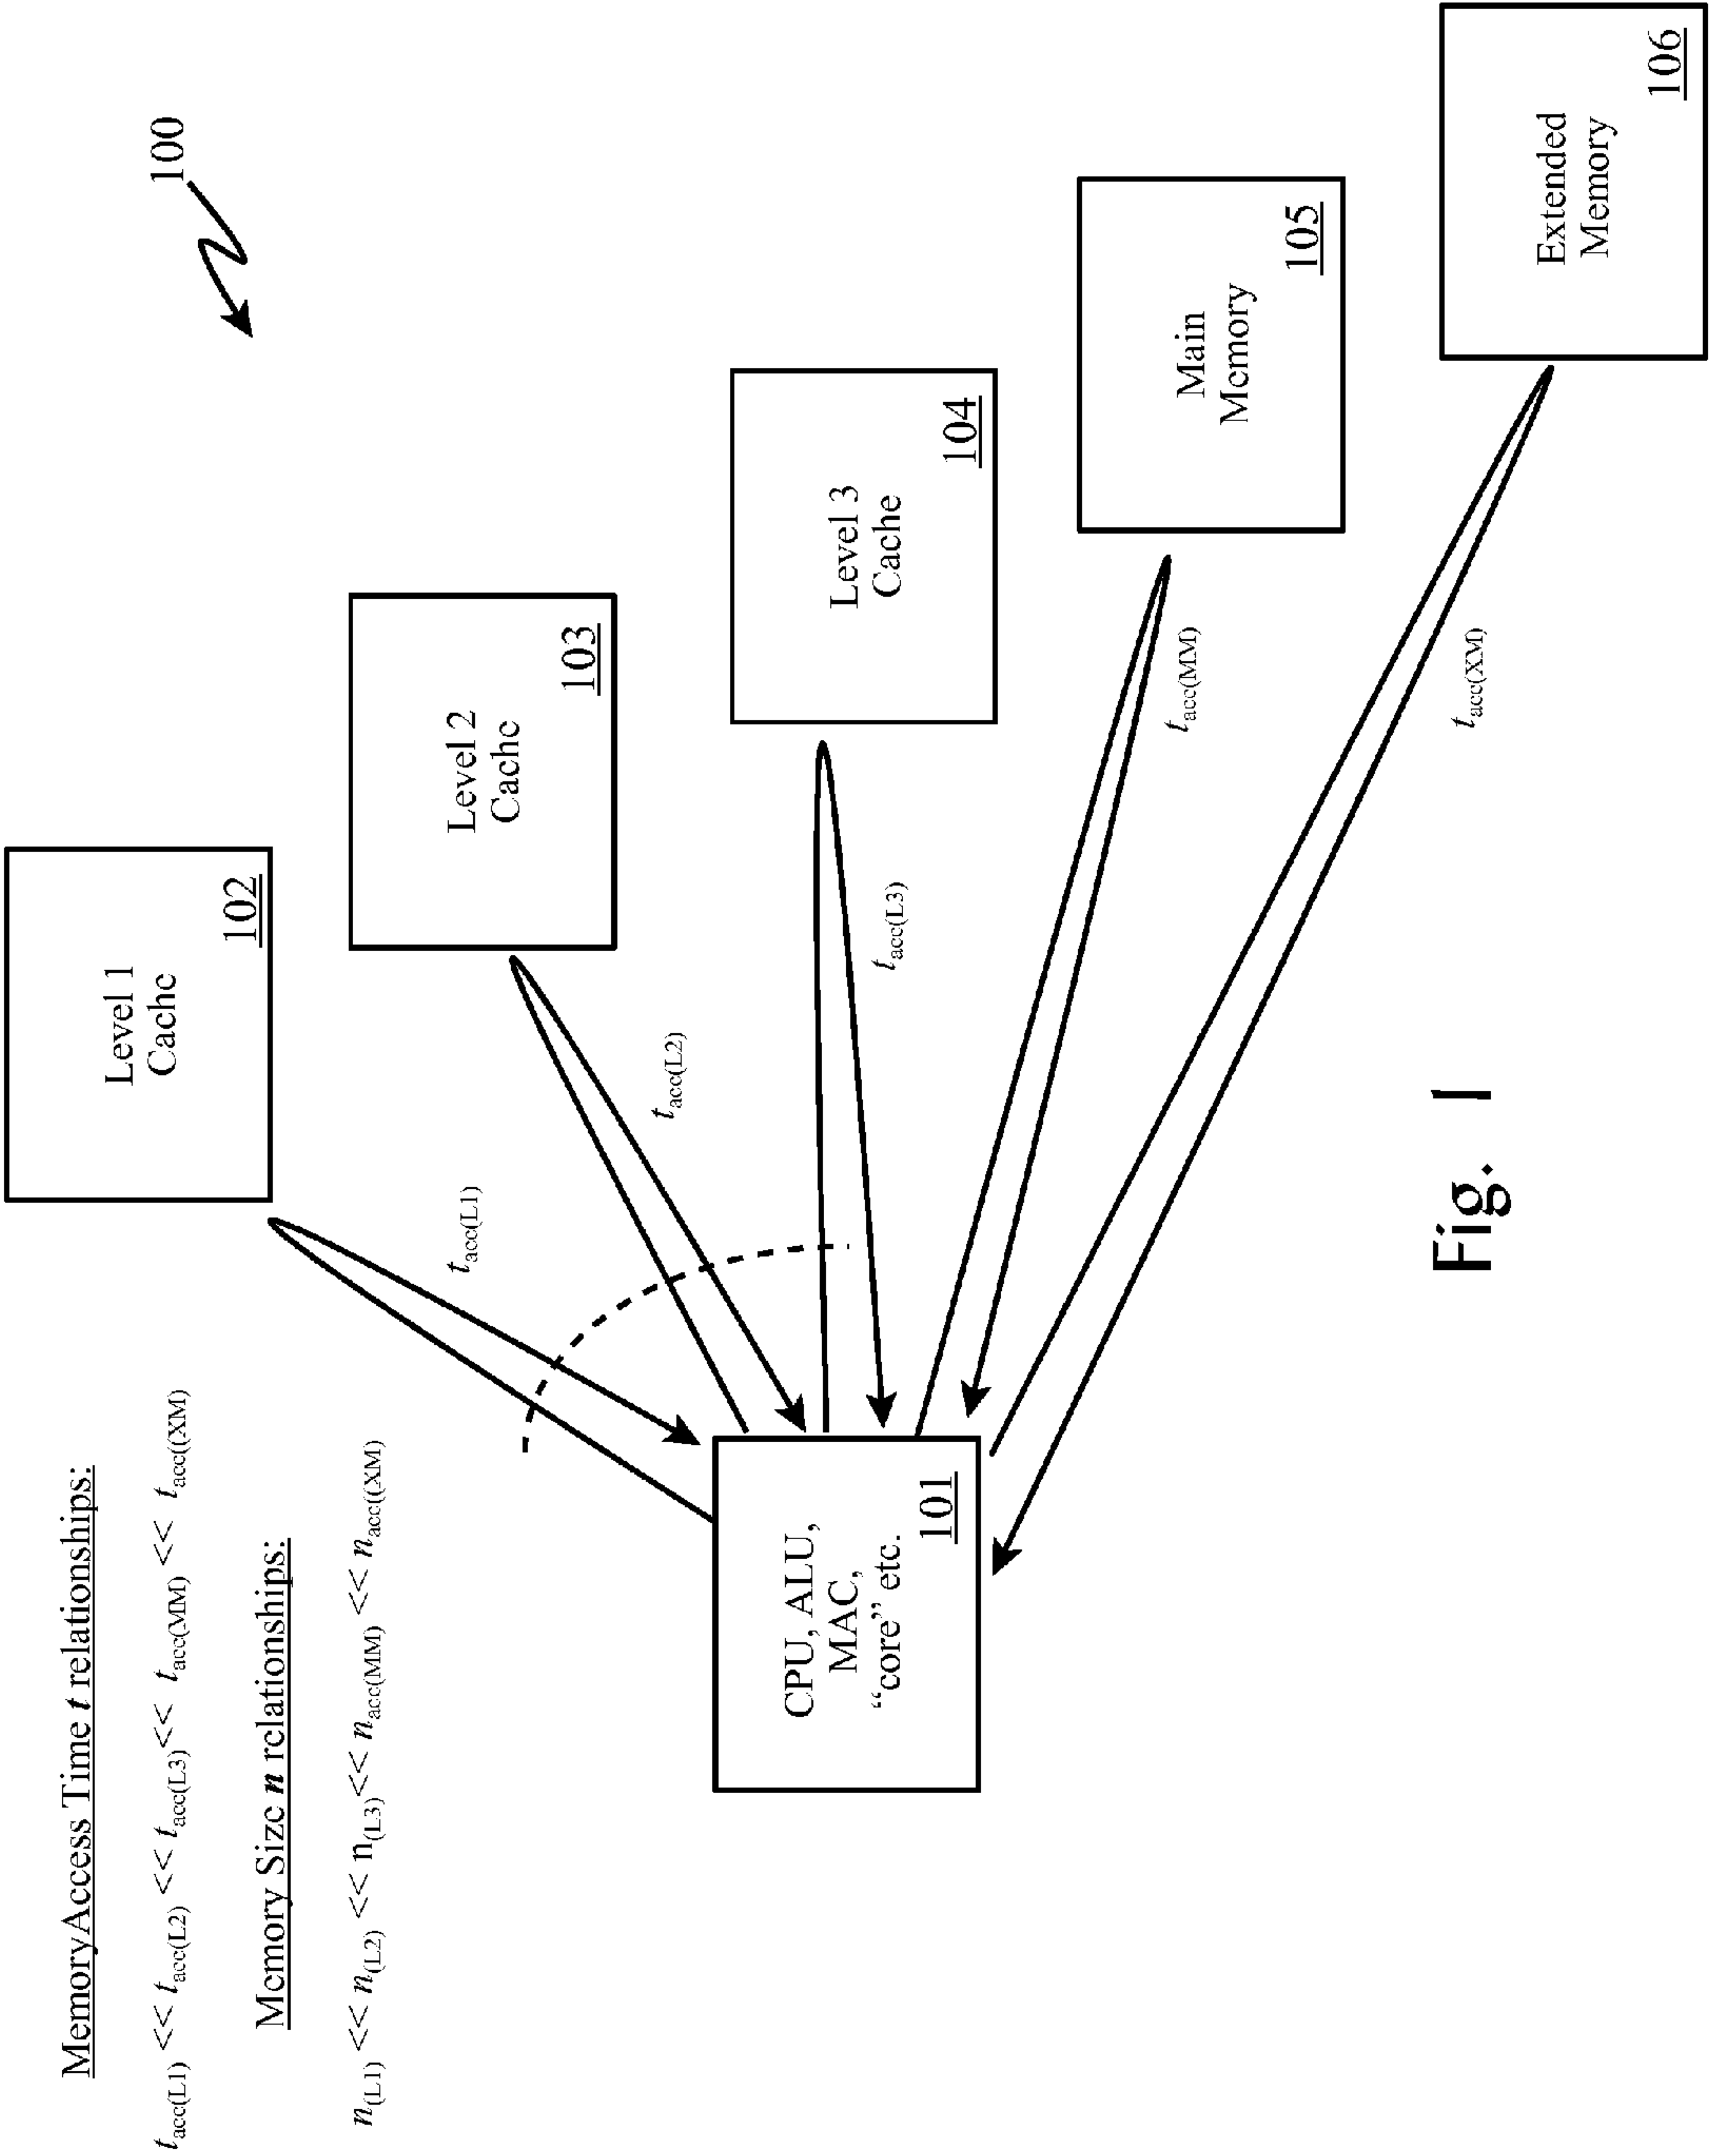 MemoryAccess Time t relationships:
tacc(L1) << tacc(L2) << tacc(L3) << tacc(MM) << tacc((XM)
Memory Size n relationships:
n(L1) << n(L2) << n(L3) << nacc(MM) << nacc((XM)
100
Level 1
Cache
102
tacc(L1)
Level 2
Cache
103
tacc(L2)
Level 3
Cache
104
tacc(L3)
CPU, ALU,
MAC,
“core” etc.
101
Main
Memory
105
tacc(MM)
Extended
Memory
106
tacc(XM)
Fig. 1